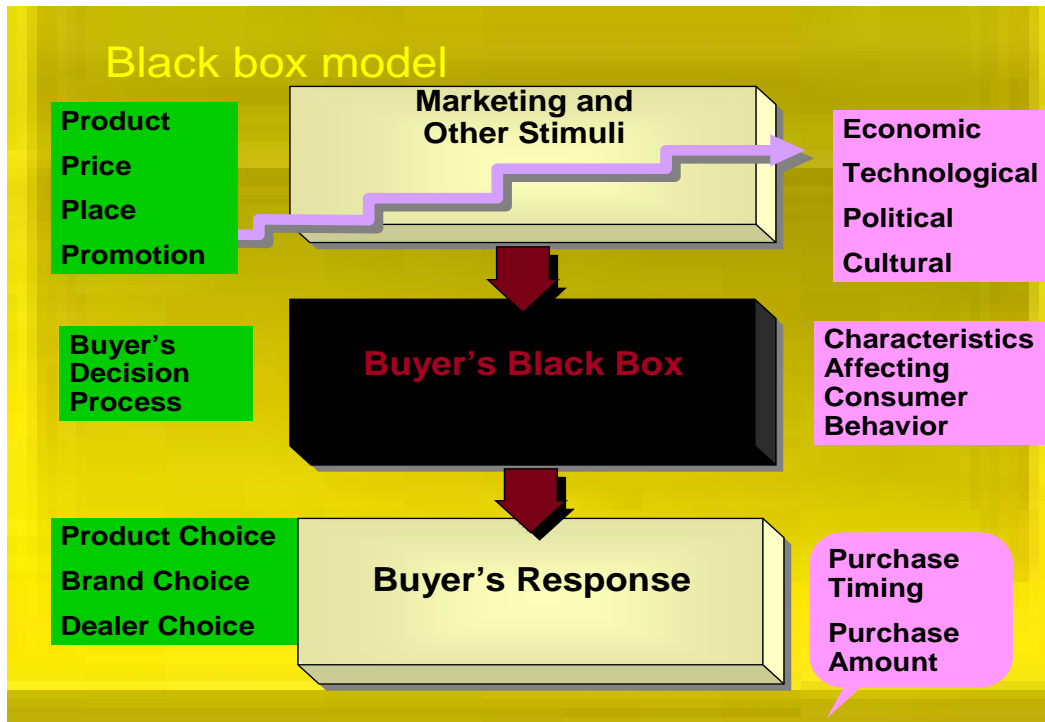 Black box model
Product
Price
Place
Promotion
Marketing and
Other Stimuli
Economic
Technological
Political
Cultural
Buyer’s
Decision
Process
Buyer’s Black Box
Characteristics
Affecting
Consumer
Behavior
Product Choice
Brand Choice
Dealer Choice
Buyer’s Response
Purchase
Timing
Purchase
Amount